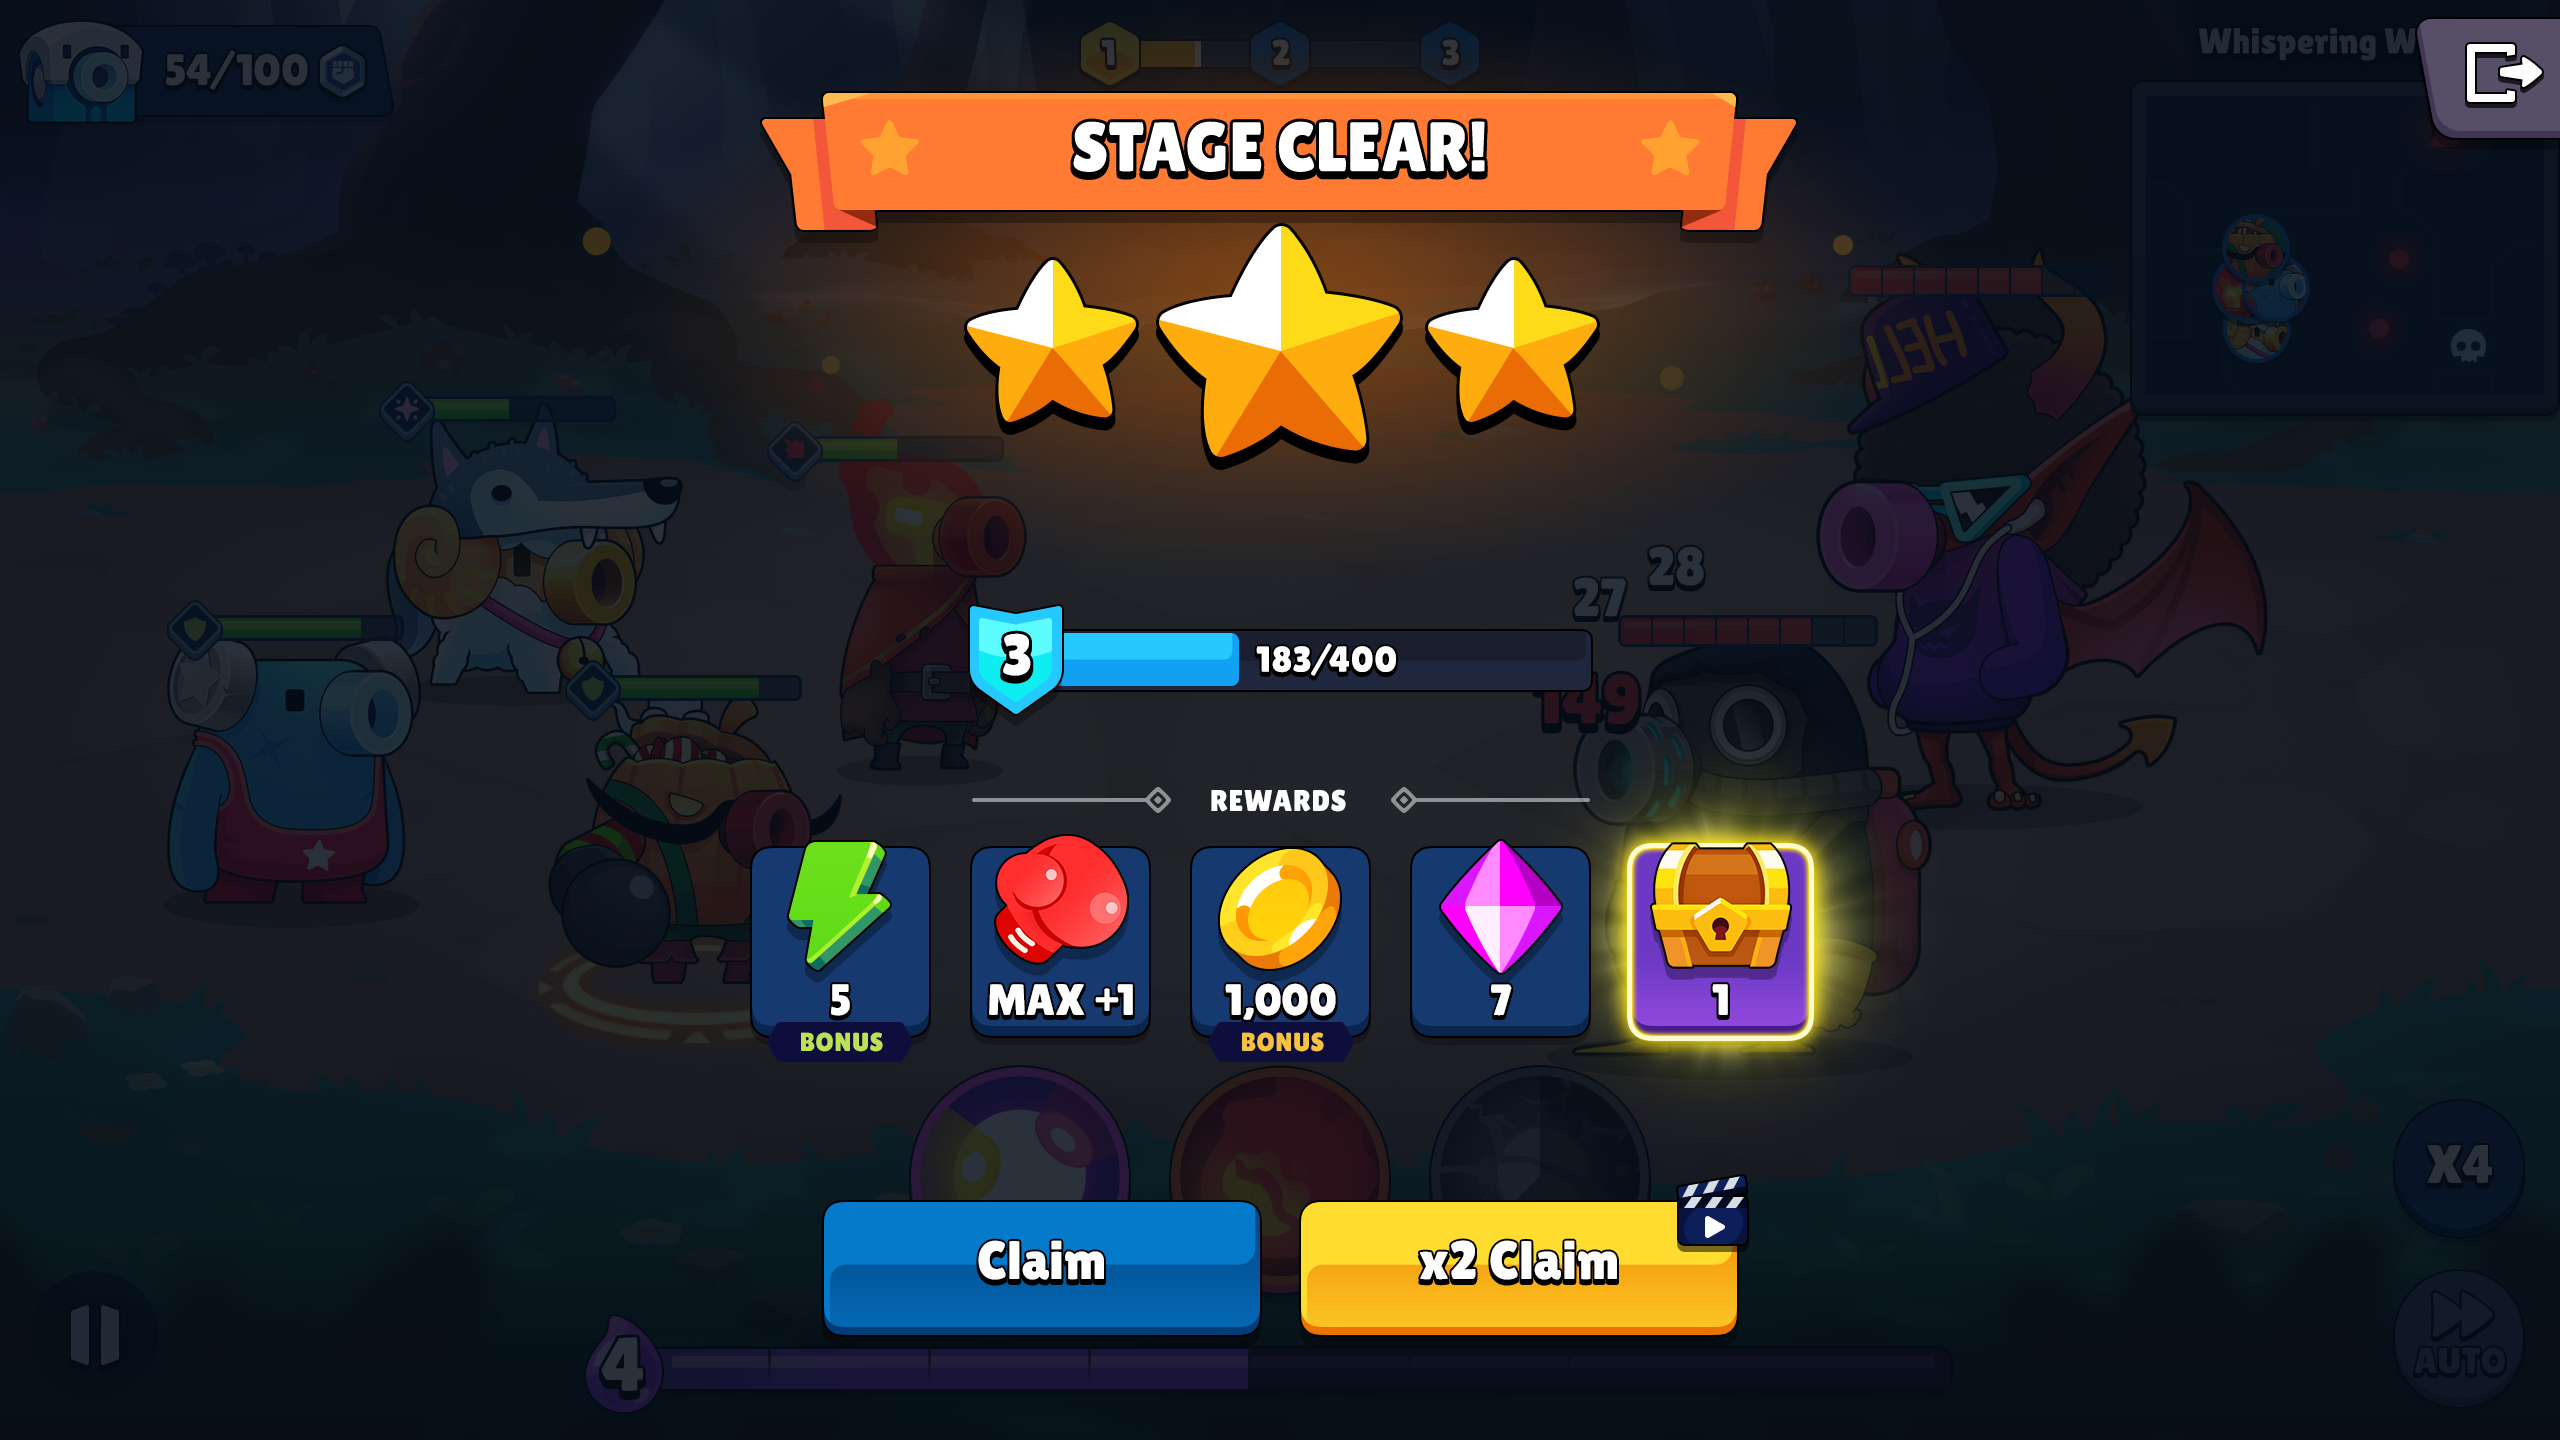 54/100
1
2
3
Whispering W
STAGE CLEAR!
HELL
27
28
3
183/400
149
REWARDS
5
MAX +1
1,000
7
1
BONUS
BONUS
X4
Claim
x2 Claim
4
AUTO